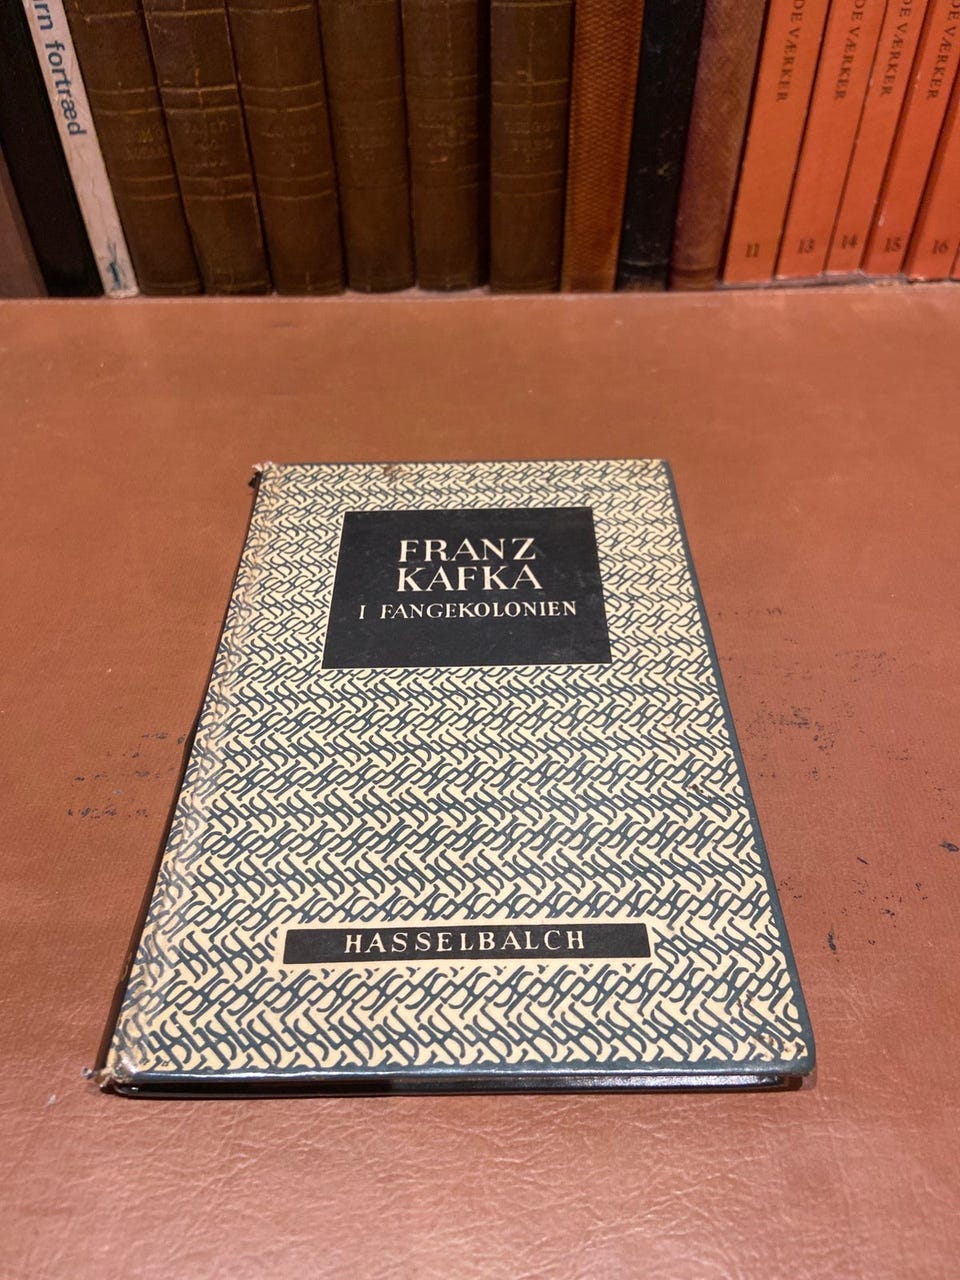 rn fortræd
DE VÆRKER
11
DE VÆRKER
13
DE VÆRKER
14
DE VÆRKER
15
16
FRANZ
KAFKA
I FANGEKOLONIEN
HASSELBALCH